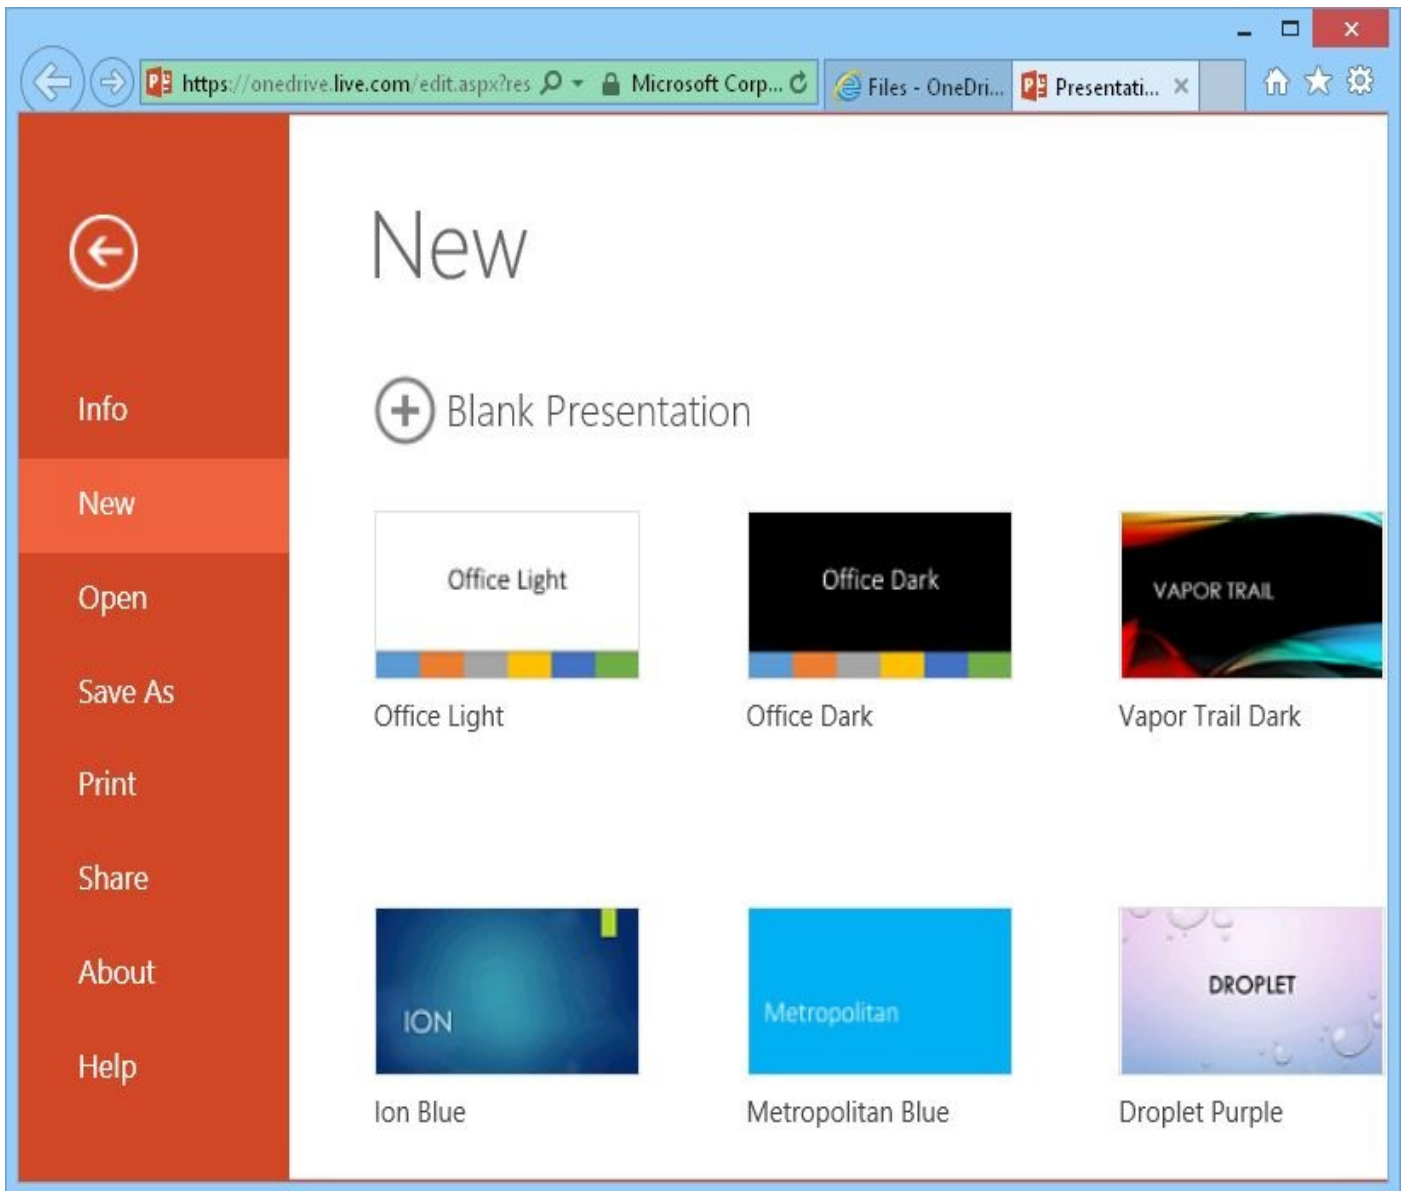 https://onedrive.live.com/edit.aspx?res
Microsoft Corp...
Files - OneDri...
Presentati...
New
Info
New
Open
Save As
Print
Share
About
Help
Blank Presentation
Office Light
Office Dark
VAPOR TRAIL
Office Light
Office Dark
Vapor Trail Dark
ION
Metropolitan
DROPLET
Ion Blue
Metropolitan Blue
Droplet Purple